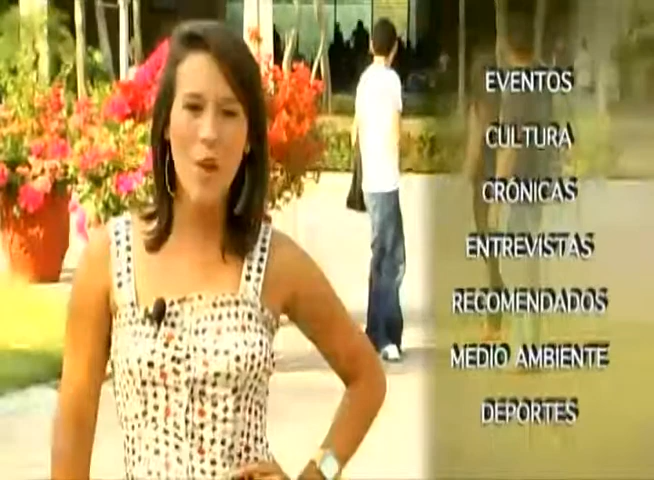 EVENTOS
CULTURA
CRÓNICAS
ENTREVISTAS
RECOMENDADOS
MEDIO AMBIENTE
DEPORTES